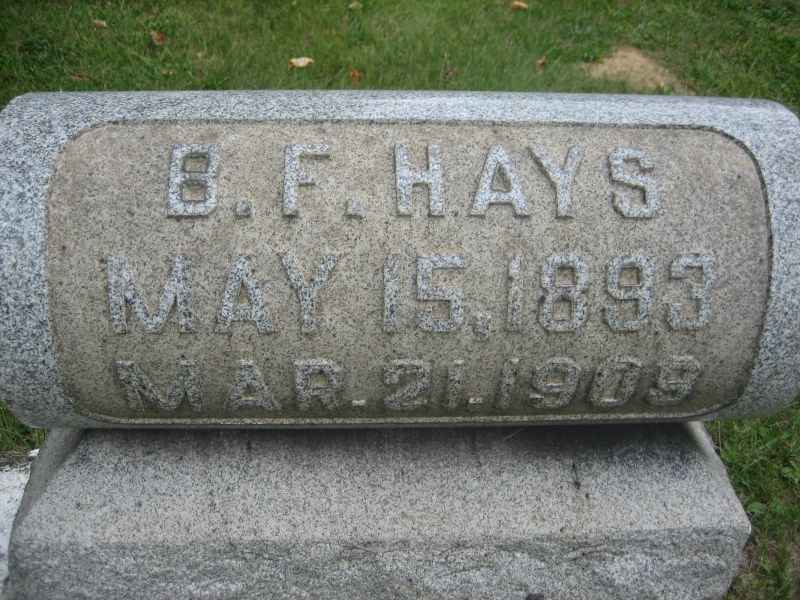 B. F. HAYS
MAY 15, 1893
MAR. 21, 1909